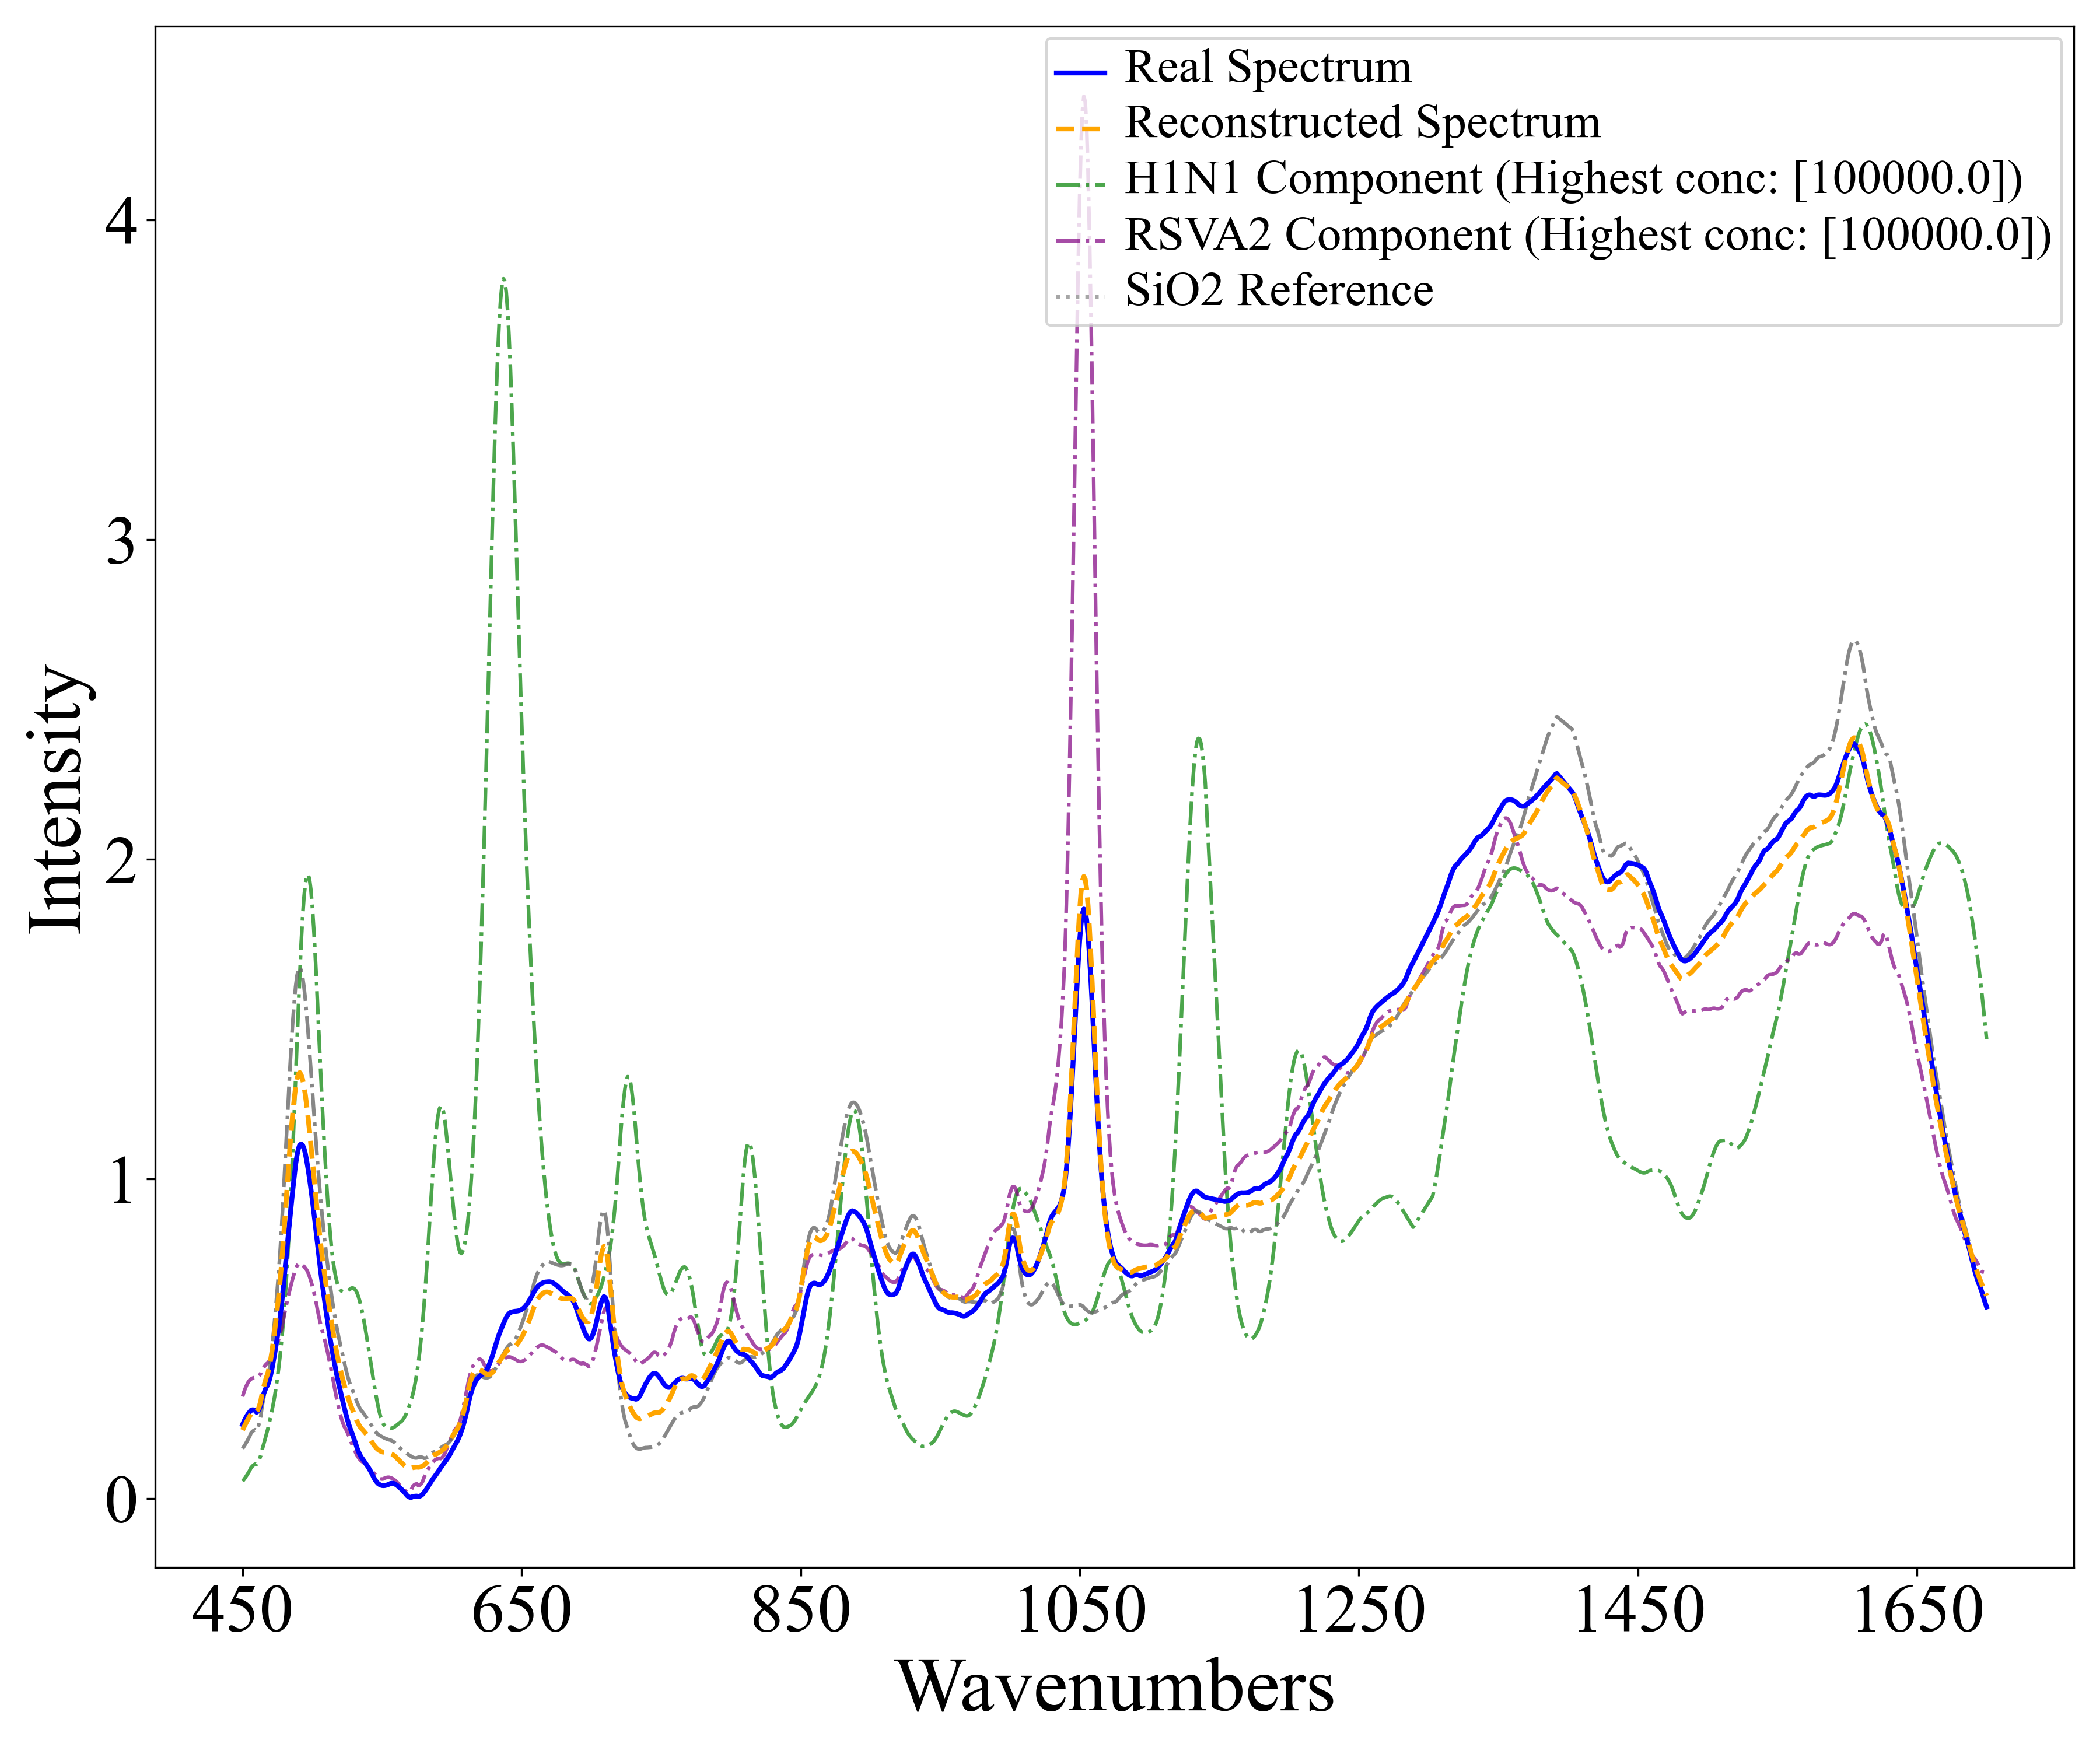 Real Spectrum
Reconstructed Spectrum
H1N1 Component (Highest conc: [100000.0])
RSVA2 Component (Highest conc: [100000.0])
SiO2 Reference
Intensity
4
3
2
1
0
450 650 850 1050 1250 1450 1650
Wavenumbers